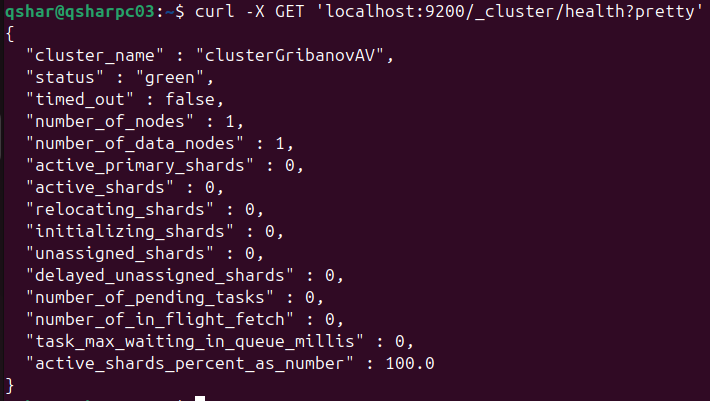 qshar@qsharpc03:~$ curl -X GET 'localhost:9200/_cluster/health?pretty'
{
  "cluster_name" : "clusterGribanovAV",
  "status" : "green",
  "timed_out" : false,
  "number_of_nodes" : 1,
  "number_of_data_nodes" : 1,
  "active_primary_shards" : 0,
  "active_shards" : 0,
  "relocating_shards" : 0,
  "initializing_shards" : 0,
  "unassigned_shards" : 0,
  "delayed_unassigned_shards" : 0,
  "number_of_pending_tasks" : 0,
  "number_of_in_flight_fetch" : 0,
  "task_max_waiting_in_queue_millis" : 0,
  "active_shards_percent_as_number" : 100.0
}